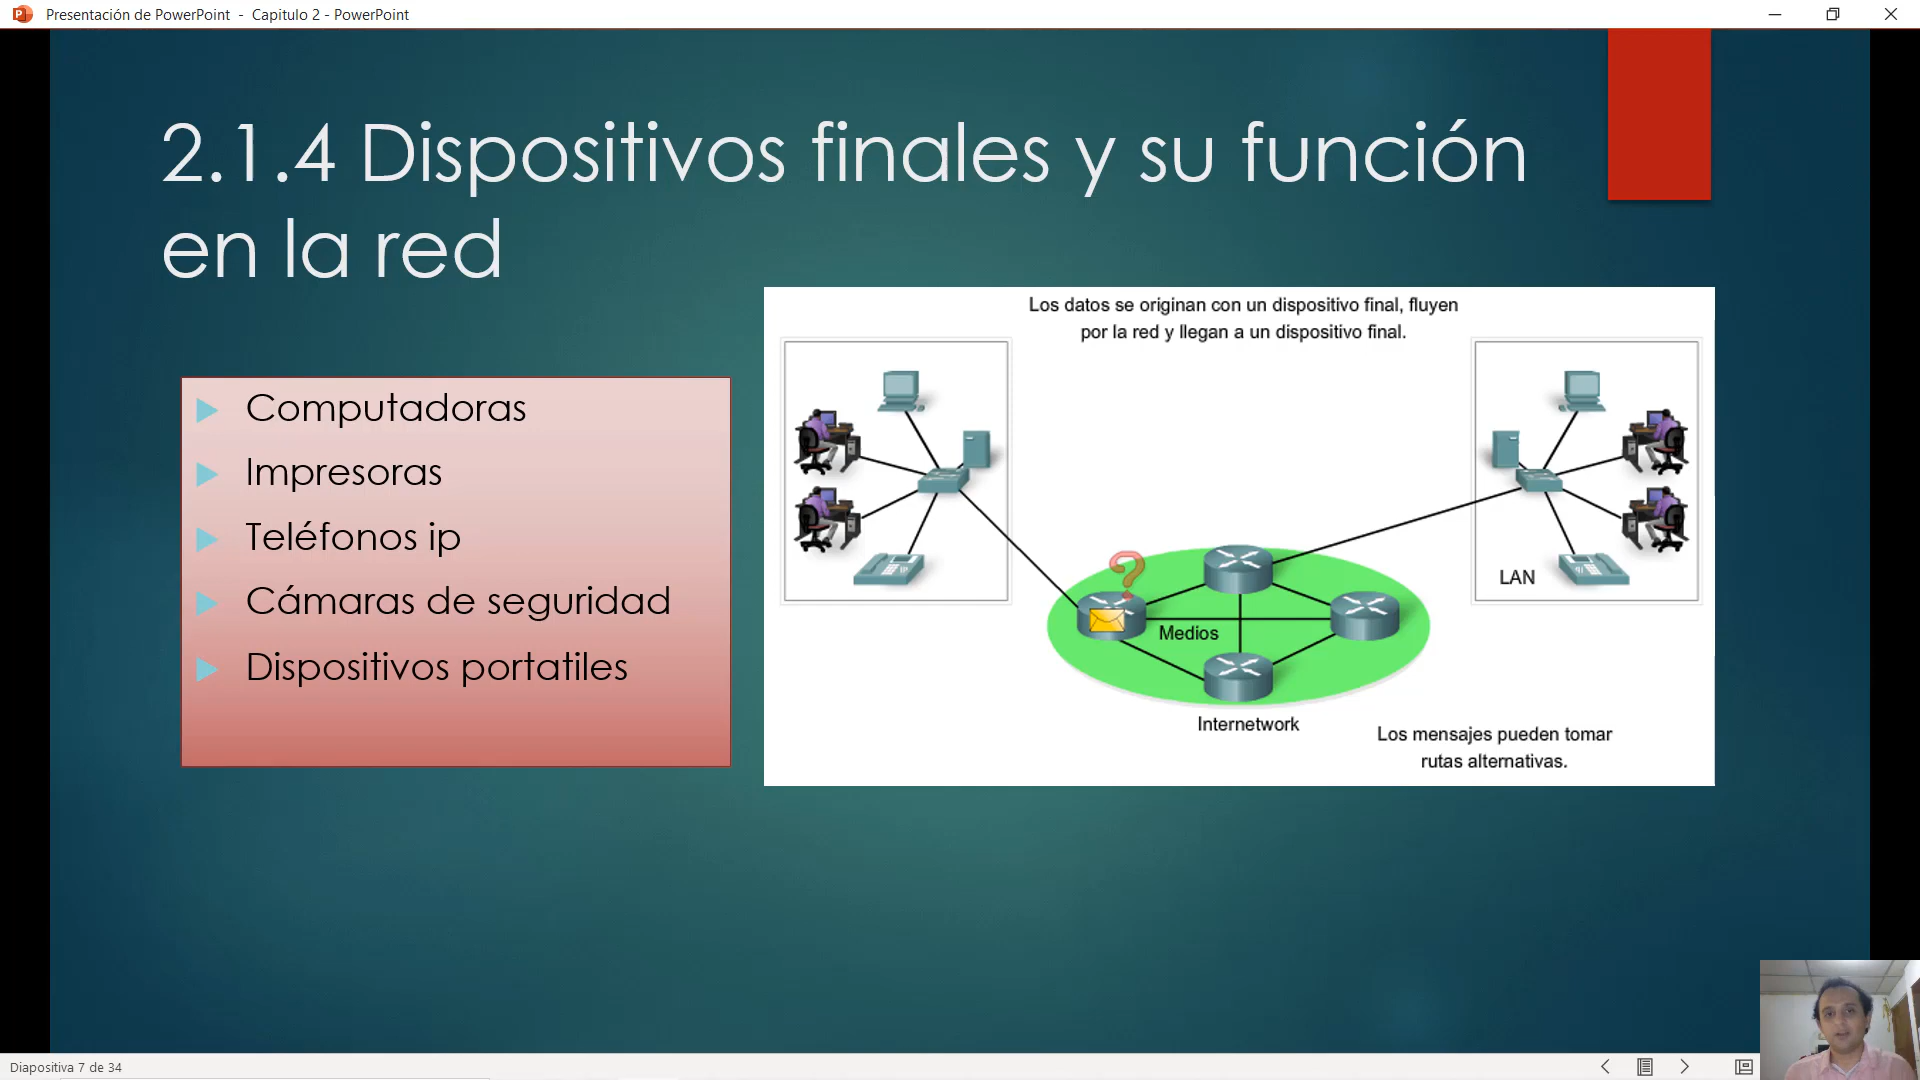 Presentación de PowerPoint - Capitulo 2 - PowerPoint
2.1.4 Dispositivos finales y su función
en la red
Computadoras
Impresoras
Teléfonos ip
Cámaras de seguridad
Dispositivos portatiles
Los datos se originan con un dispositivo final, fluyen
por la red y llegan a un dispositivo final.
LAN
Medios
Internetwork
Los mensajes pueden tomar
rutas alternativas.
Diapositiva 7 de 34